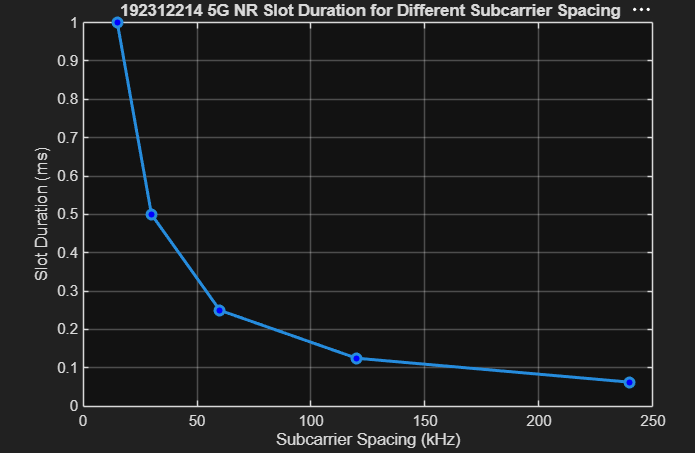 192312214 5G NR Slot Duration for Different Subcarrier Spacing ...
1
0.9
0.8
0.7
0.6
0.5
0.4
0.3
0.2
0.1
0
Slot Duration (ms)
0 50 100 150 200 250
Subcarrier Spacing (kHz)